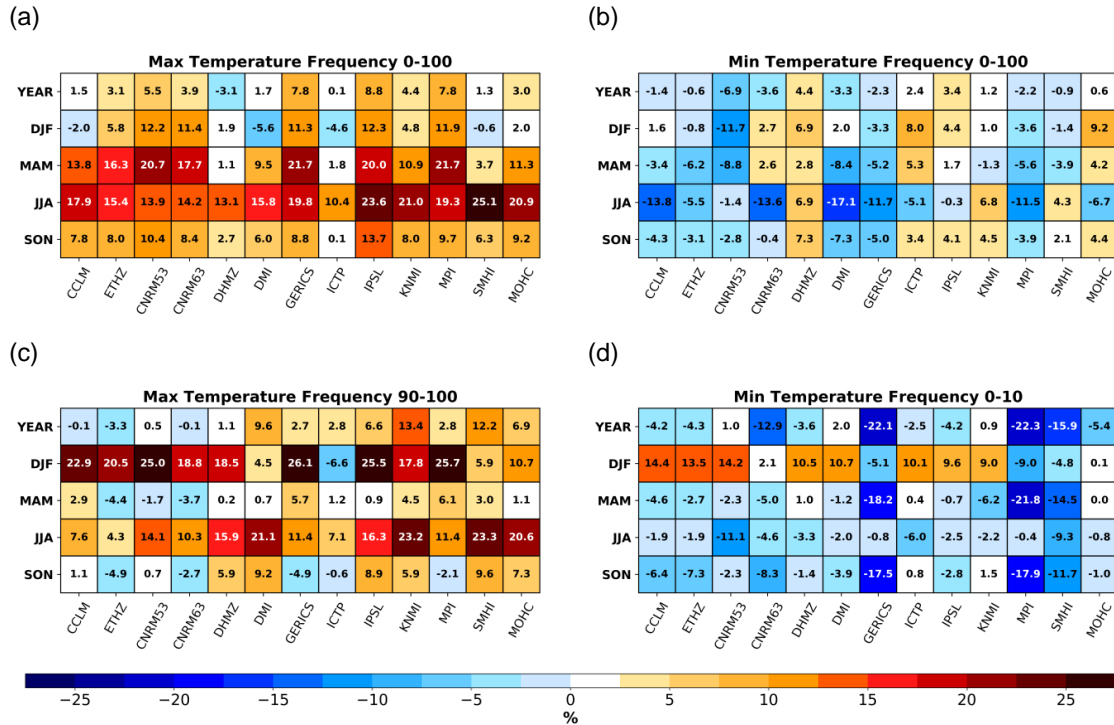 (a)
(b)
Max Temperature Frequency 0-100
YEAR 1.5 3.1 5.5 3.9 -3.1 1.7 7.8 0.1 8.8 4.4 7.8 1.3 3.0
DJF -2.0 5.8 12.2 11.4 1.9 -5.6 11.3 -4.6 12.3 4.8 11.9 -0.6 2.0
MAM 13.8 16.3 20.7 17.7 1.1 9.5 21.7 1.8 20.0 10.9 21.7 3.7 11.3
JJA 17.9 15.4 13.9 14.2 13.1 15.8 19.8 10.4 23.6 21.0 19.3 25.1 20.9
SON 7.8 8.0 10.4 8.4 2.7 6.0 8.8 0.1 13.7 8.0 9.7 6.3 9.2
CCLM ETHZ CNRM53 CNRM63 DHMZ DMI GERICS ICTP IPSL KNMI MPI SMHI MOHC
Min Temperature Frequency 0-100
YEAR -1.4 -0.6 -6.9 -3.6 4.4 -3.3 -2.3 2.4 3.4 1.2 -2.2 -0.9 0.6
DJF 1.6 -0.8 -11.7 2.7 6.9 2.0 -3.3 8.0 4.4 1.0 -3.6 -1.4 9.2
MAM -3.4 -6.2 -8.8 2.6 2.8 -8.4 -5.2 5.3 1.7 -1.3 -5.6 -3.9 4.2
JJA -13.8 -5.5 -1.4 -13.6 6.9 -17.1 -11.7 -5.1 -0.3 6.8 -11.5 4.3 -6.7
SON -4.3 -3.1 -2.8 -0.4 7.3 -7.3 -5.0 3.4 4.1 4.5 -3.9 2.1 4.4
CCLM ETHZ CNRM53 CNRM63 DHMZ DMI GERICS ICTP IPSL KNMI MPI SMHI MOHC
(c)
(d)
Max Temperature Frequency 90-100
YEAR -0.1 -3.3 0.5 -0.1 1.1 9.6 2.7 2.8 6.6 13.4 2.8 12.2 6.9
DJF 22.9 20.5 25.0 18.8 18.5 4.5 26.1 -6.6 25.5 17.8 25.7 5.9 10.7
MAM 2.9 -4.4 -1.7 -3.7 0.2 0.7 5.7 1.2 0.9 4.5 6.1 3.0 1.1
JJA 7.6 4.3 14.1 10.3 15.9 21.1 11.4 7.1 16.3 23.2 11.4 23.3 20.6
SON 1.1 -4.9 0.7 -2.7 5.9 9.2 -4.9 -0.6 8.9 5.9 -2.1 9.6 7.3
CCLM ETHZ CNRM53 CNRM63 DHMZ DMI GERICS ICTP IPSL KNMI MPI SMHI MOHC
Min Temperature Frequency 0-10
YEAR -4.2 -4.3 1.0 -12.9 -3.6 2.0 -22.1 -2.5 -4.2 0.9 -22.3 -15.9 -5.4
DJF 14.4 13.5 14.2 2.1 10.5 10.7 -5.1 10.1 9.6 9.0 -9.0 -4.8 0.1
MAM -4.6 -2.7 -2.3 -5.0 1.0 -1.2 -18.2 0.4 -0.7 -6.2 -21.8 -14.5 0.0
JJA -1.9 -1.9 -11.1 -4.6 -3.3 -2.0 -0.8 -6.0 -2.5 -2.2 -0.4 -9.3 -0.8
SON -6.4 -7.3 -2.3 -8.3 -1.4 -3.9 -17.5 0.8 -2.8 1.5 -17.9 -11.7 -1.0
CCLM ETHZ CNRM53 CNRM63 DHMZ DMI GERICS ICTP IPSL KNMI MPI SMHI MOHC
−25 −20 −15 −10 −5 0 5 10 15 20 25
%